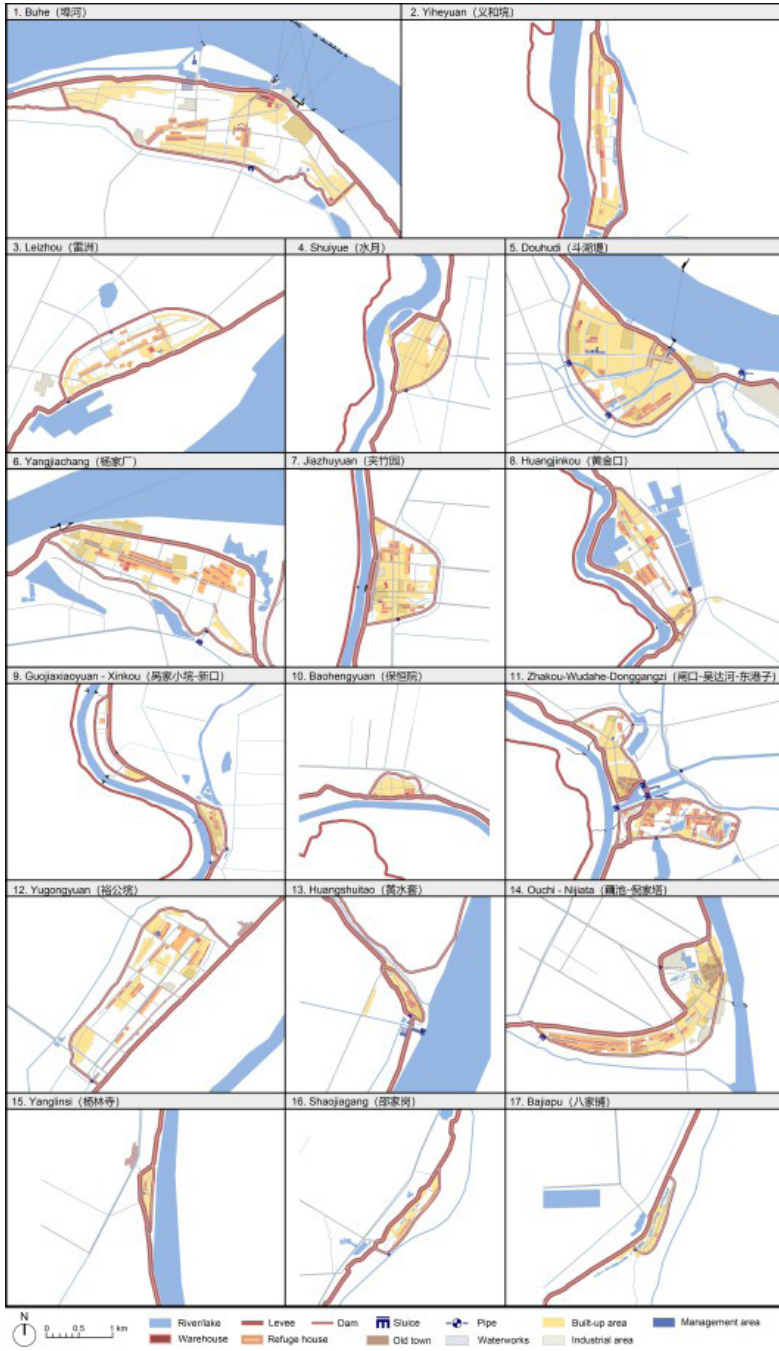 1. Buhe (埠河)
2. Yiheyuan (义和垸)
3. Leizhou (雷洲)
4. Shuiyue (水月)
5. Douhudi (斗湖堤)
6. Yangjiachang (杨家厂)
7. Jiazhuyuan (夹竹园)
8. Huangjinkou (黄金口)
9. Guojiaxiaoyuan - Xinkou (呙家小垸-新口)
10. Baohengyuan (保恒院)
11. Zhakou-Wudahe-Donggangzi (闸口-吴达河-东港子)
12. Yugongyuan (裕公垸)
13. Huangshuitao (黄水套)
14. Ouchi - Nijiata (藕池-倪家塔)
15. Yanglinsi (杨林寺)
16. Shaojiagang (邵家岗)
17. Bajiapu (八家铺)
N
0 0.5 1 km
River/lake Levee Dam Sluice Pipe Built-up area Management area
Warehouse Refuge house Old town Waterworks Industrial area